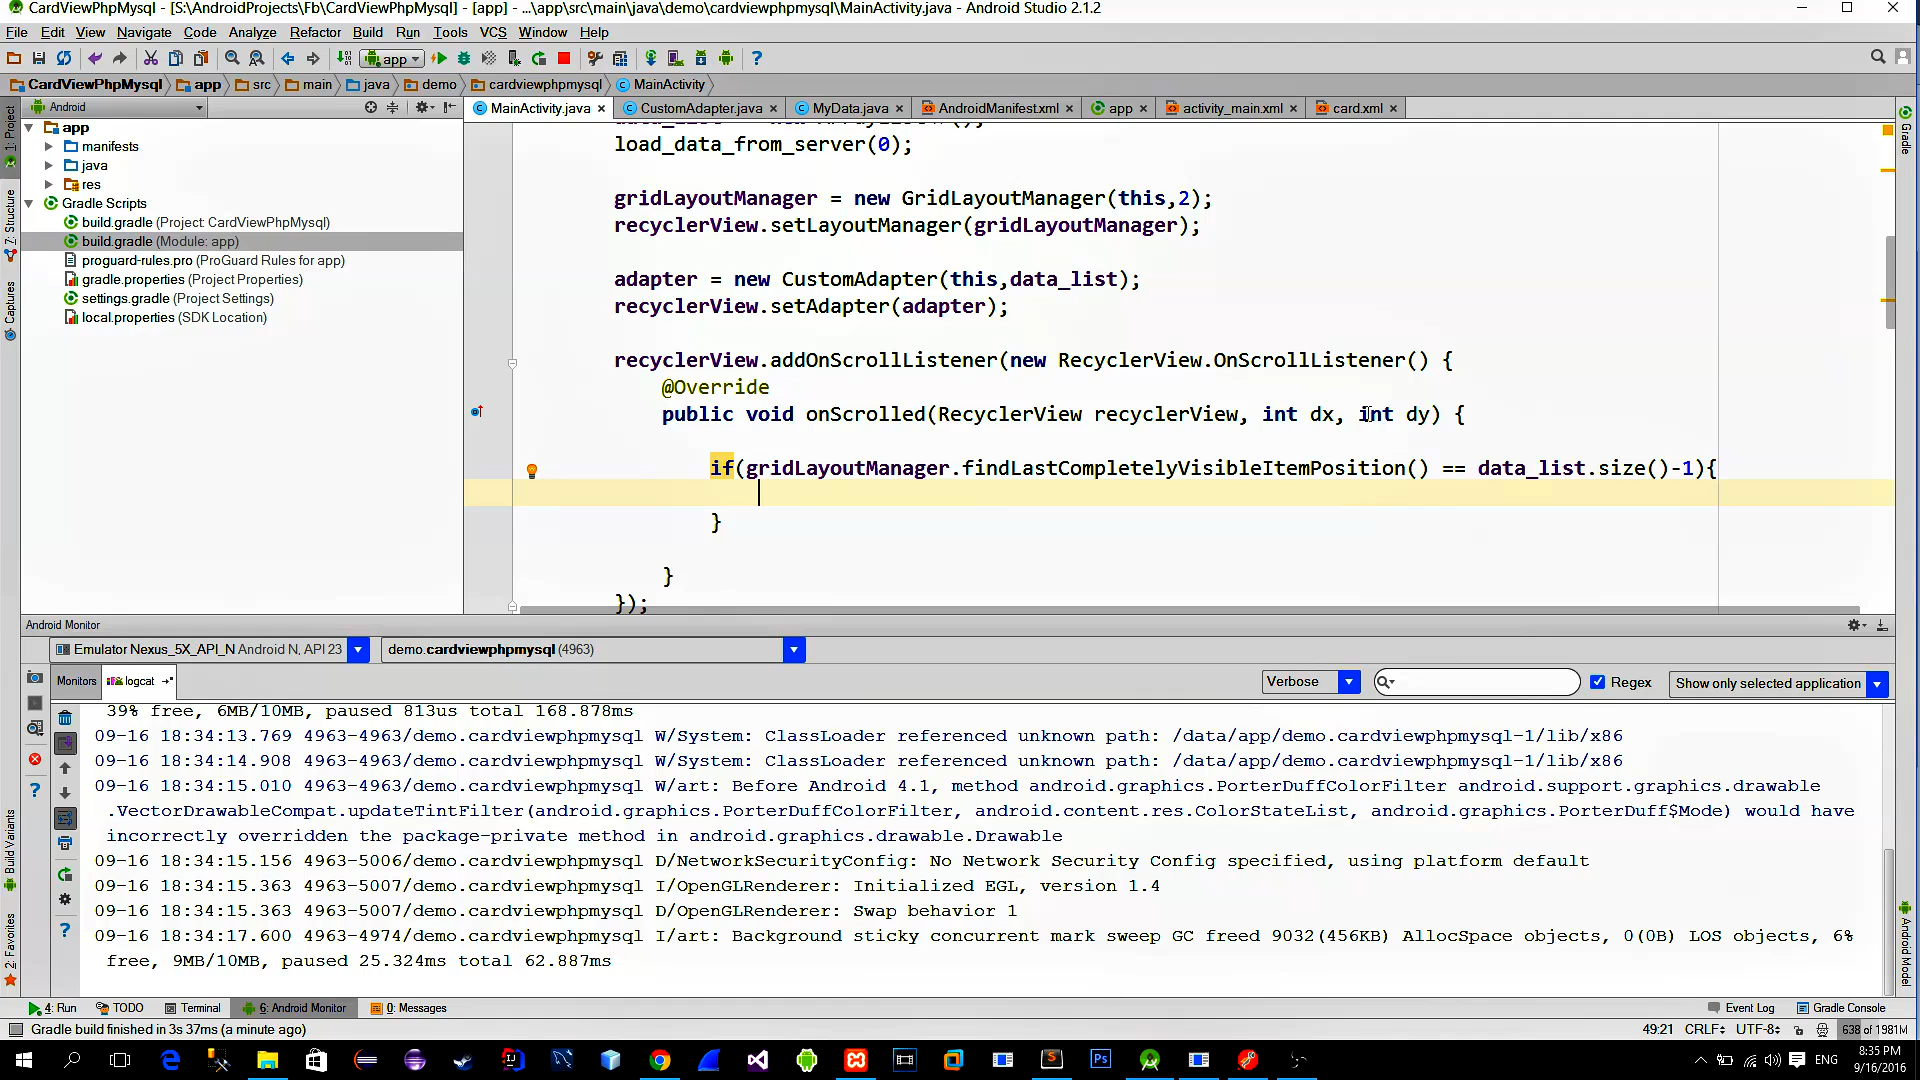 CardViewPhpMysql - [S:\AndroidProjects\Fb\CardViewPhpMysql] - [app] - ...\app\src\main\java\demo\cardviewphpmysql\MainActivity.java - Android Studio 2.1.2
File Edit View Navigate Code Analyze Refactor Build Run Tools VCS Window Help
app
CardViewPhpMysql app src main java demo cardviewphpmysql MainActivity
Android
MainActivity.java CustomAdapter.java MyData.java AndroidManifest.xml app activity_main.xml card.xml
1: Project
7: Structure
Captures
Build Variants
2: Favorites
app
manifests
java
res
Gradle Scripts
build.gradle (Project: CardViewPhpMysql)
build.gradle (Module: app)
proguard-rules.pro (ProGuard Rules for app)
gradle.properties (Project Properties)
settings.gradle (Project Settings)
local.properties (SDK Location)
load_data_from_server(0);
gridLayoutManager = new GridLayoutManager(this,2);
recyclerView.setLayoutManager(gridLayoutManager);
adapter = new CustomAdapter(this,data_list);
recyclerView.setAdapter(adapter);
recyclerView.addOnScrollListener(new RecyclerView.OnScrollListener() {
@Override
public void onScrolled(RecyclerView recyclerView, int dx, int dy) {
if(gridLayoutManager.findLastCompletelyVisibleItemPosition() == data_list.size()-1){
}
}
});
Gradle
Android Model
Android Monitor
Emulator Nexus_5X_API_N Android N, API 23 demo.cardviewphpmysql (4963)
Monitors logcat Verbose Regex Show only selected application
39% free, 6MB/10MB, paused 813us total 168.878ms
09-16 18:34:13.769 4963-4963/demo.cardviewphpmysql W/System: ClassLoader referenced unknown path: /data/app/demo.cardviewphpmysql-1/lib/x86
09-16 18:34:14.908 4963-4963/demo.cardviewphpmysql W/System: ClassLoader referenced unknown path: /data/app/demo.cardviewphpmysql-1/lib/x86
09-16 18:34:15.010 4963-4963/demo.cardviewphpmysql W/art: Before Android 4.1, method android.graphics.PorterDuffColorFilter android.support.graphics.drawable
.VectorDrawableCompat.updateTintFilter(android.graphics.PorterDuffColorFilter, android.content.res.ColorStateList, android.graphics.PorterDuff$Mode) would have
incorrectly overridden the package-private method in android.graphics.drawable.Drawable
09-16 18:34:15.156 4963-5006/demo.cardviewphpmysql D/NetworkSecurityConfig: No Network Security Config specified, using platform default
09-16 18:34:15.363 4963-5007/demo.cardviewphpmysql I/OpenGLRenderer: Initialized EGL, version 1.4
09-16 18:34:15.363 4963-5007/demo.cardviewphpmysql D/OpenGLRenderer: Swap behavior 1
09-16 18:34:17.600 4963-4974/demo.cardviewphpmysql I/art: Background sticky concurrent mark sweep GC freed 9032(456KB) AllocSpace objects, 0(0B) LOS objects, 6%
free, 9MB/10MB, paused 25.324ms total 62.887ms
4: Run TODO Terminal 6: Android Monitor 0: Messages Event Log Gradle Console
Gradle build finished in 3s 37ms (a minute ago) 49:21 CRLF UTF-8 638 of 1981M
ENG 8:35 PM
9/16/2016